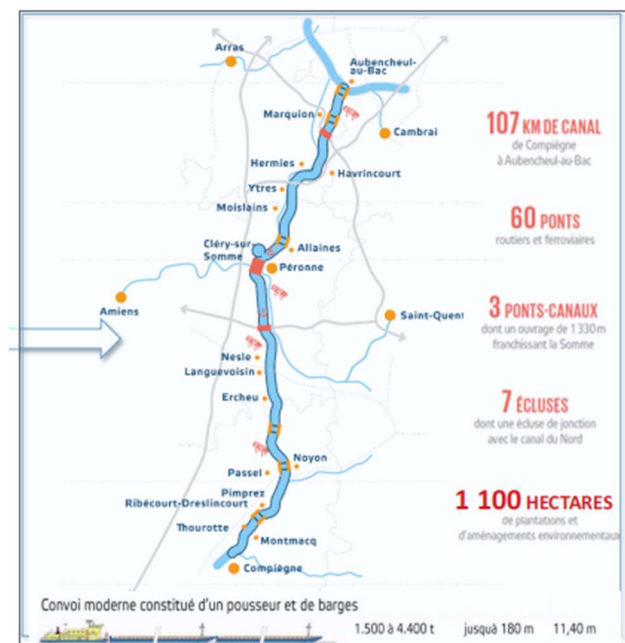 Arras
Aubencheul-
au-Bac
Marquion
Cambrai
107 KM DE CANAL
de Compiègne
à Aubencheul-au-Bac
Hermies
Havrincourt
Ytres
Moislains
60 PONTS
routiers et ferroviaires
Cléry-sur-
Somme
Allaines
Péronne
Amiens
Saint-Quent
3 PONTS-CANAUX
dont un ouvrage de 1 330 m
franchissant la Somme
Nesle
Languevoisin
Ercheu
7 ÉCLUSES
dont une écluse de jonction
avec le canal du Nord
Noyon
Passel
Pimprez
Ribécourt-Dreslincourt
Thourotte
Montmacq
Compiègne
1 100 HECTARES
de plantations et
d'aménagements environnementaux
Convoi moderne constitué d'un pousseur et de barges
1.500 à 4.400 t jusquà 180 m 11,40 m